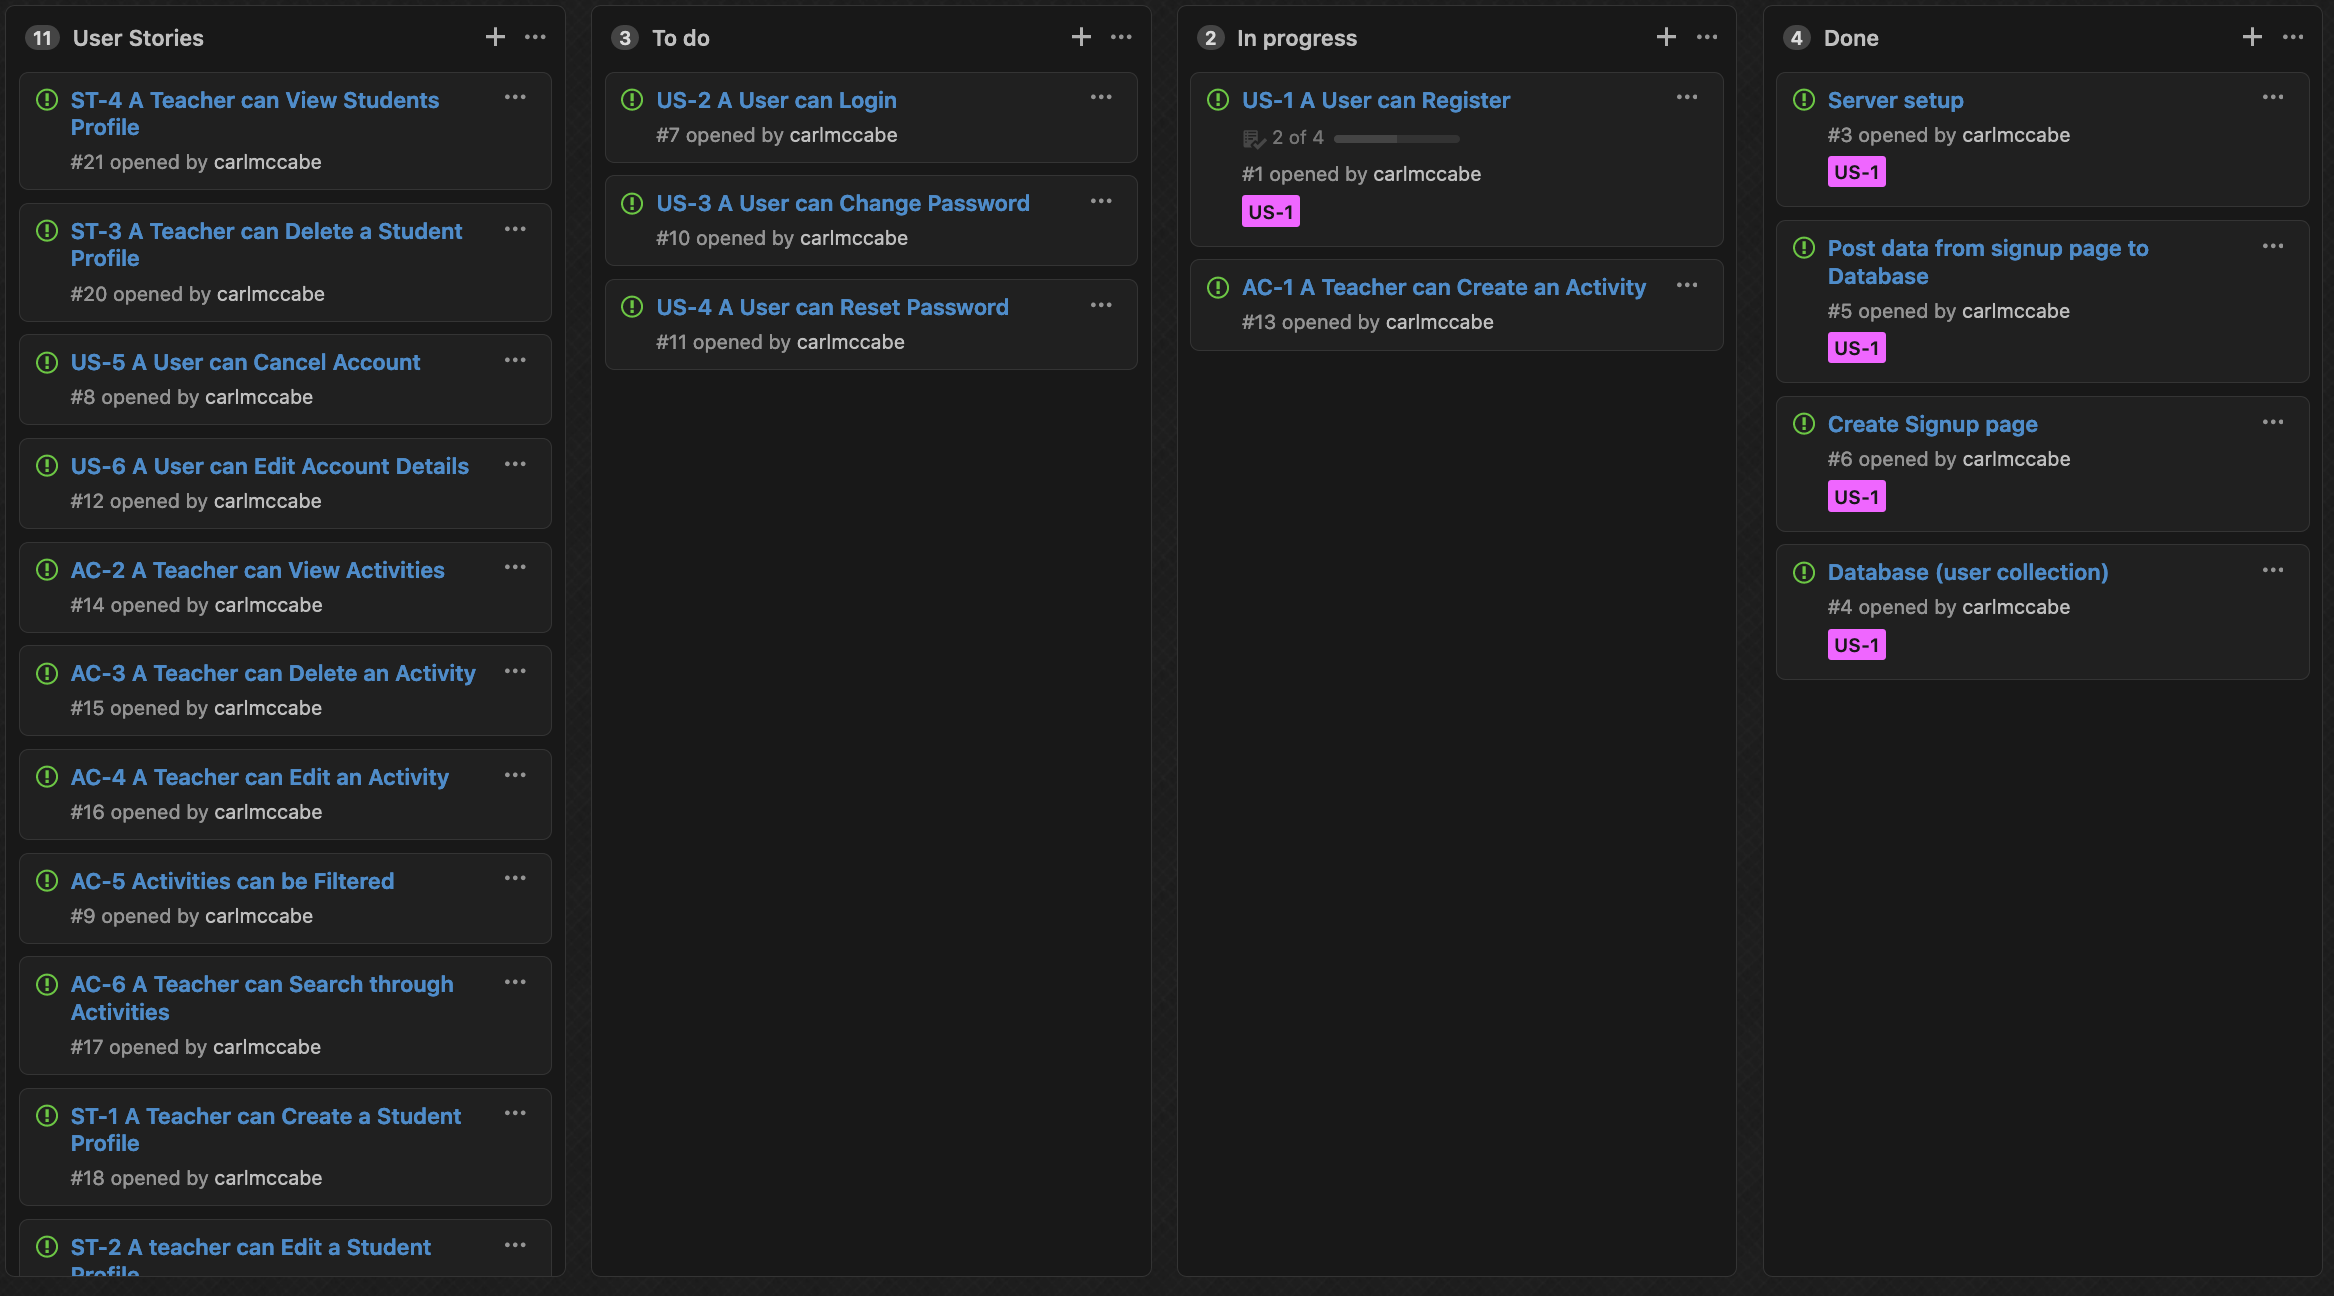 11 User Stories
ST-4 A Teacher can View Students
Profile
#21 opened by carlmccabe
ST-3 A Teacher can Delete a Student
Profile
#20 opened by carlmccabe
US-5 A User can Cancel Account
#8 opened by carlmccabe
US-6 A User can Edit Account Details
#12 opened by carlmccabe
AC-2 A Teacher can View Activities
#14 opened by carlmccabe
AC-3 A Teacher can Delete an Activity
#15 opened by carlmccabe
AC-4 A Teacher can Edit an Activity
#16 opened by carlmccabe
AC-5 Activities can be Filtered
#9 opened by carlmccabe
AC-6 A Teacher can Search through
Activities
#17 opened by carlmccabe
ST-1 A Teacher can Create a Student
Profile
#18 opened by carlmccabe
ST-2 A teacher can Edit a Student
Profile
3 To do
US-2 A User can Login
#7 opened by carlmccabe
US-3 A User can Change Password
#10 opened by carlmccabe
US-4 A User can Reset Password
#11 opened by carlmccabe
2 In progress
US-1 A User can Register
2 of 4
#1 opened by carlmccabe
US-1
AC-1 A Teacher can Create an Activity
#13 opened by carlmccabe
4 Done
Server setup
#3 opened by carlmccabe
US-1
Post data from signup page to
Database
#5 opened by carlmccabe
US-1
Create Signup page
#6 opened by carlmccabe
US-1
Database (user collection)
#4 opened by carlmccabe
US-1